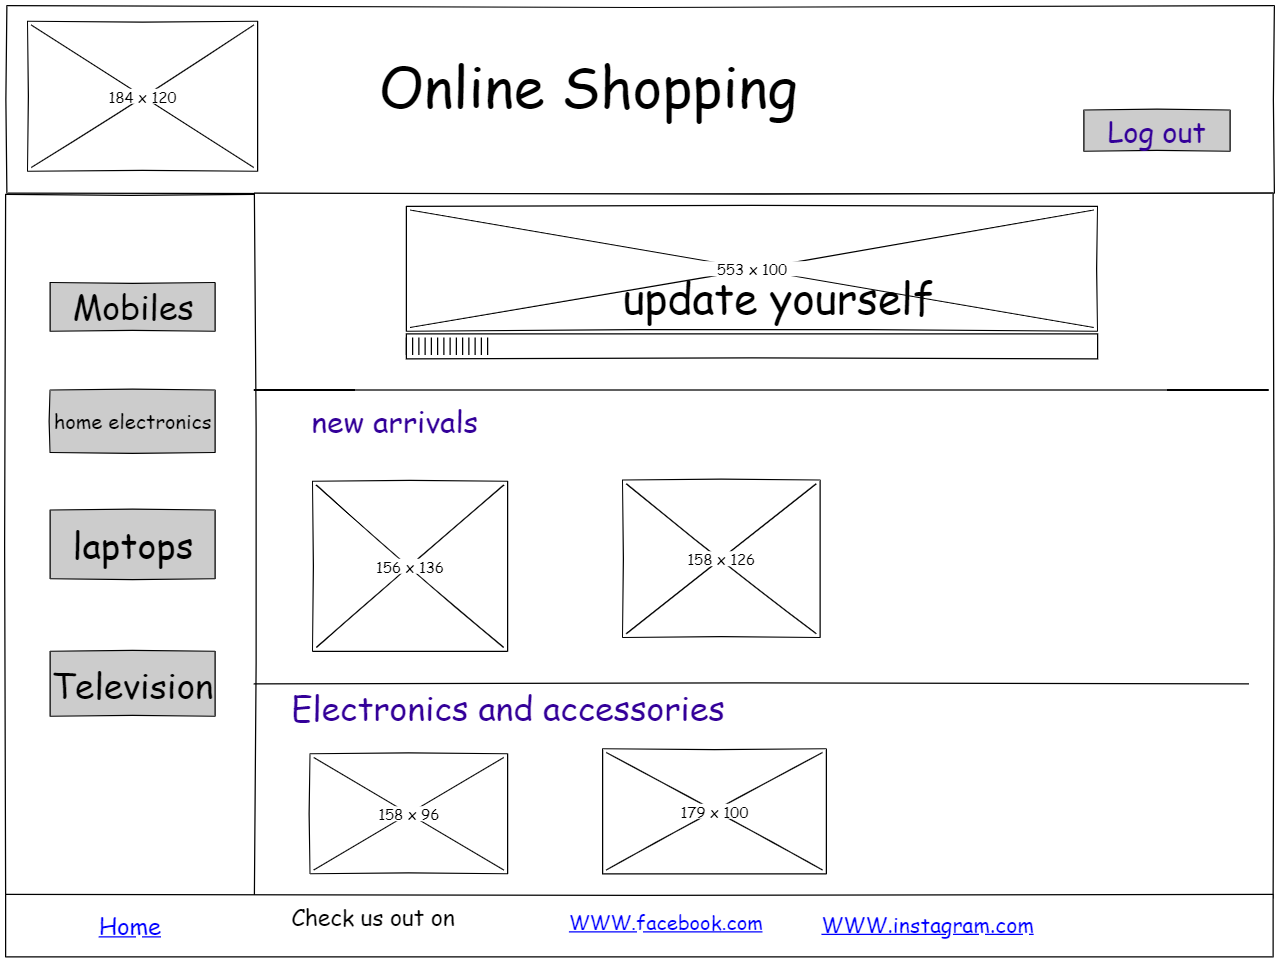 184 x 120
Online Shopping
Log out
553 x 100
update yourself
Mobiles
home electronics
laptops
Television
new arrivals
156 x 136
158 x 126
Electronics and accessories
158 x 96
179 x 100
Home
Check us out on
WWW.facebook.com
WWW.instagram.com